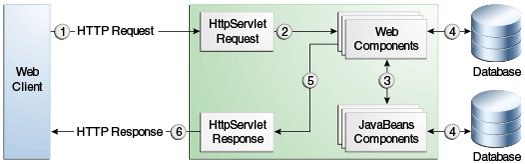 1 HTTP Request
HttpServlet
Request
2
Web
Components
4
Database
Web
Client
5
3
HTTP Response 6
HttpServlet
Response
JavaBeans
Components
4
Database